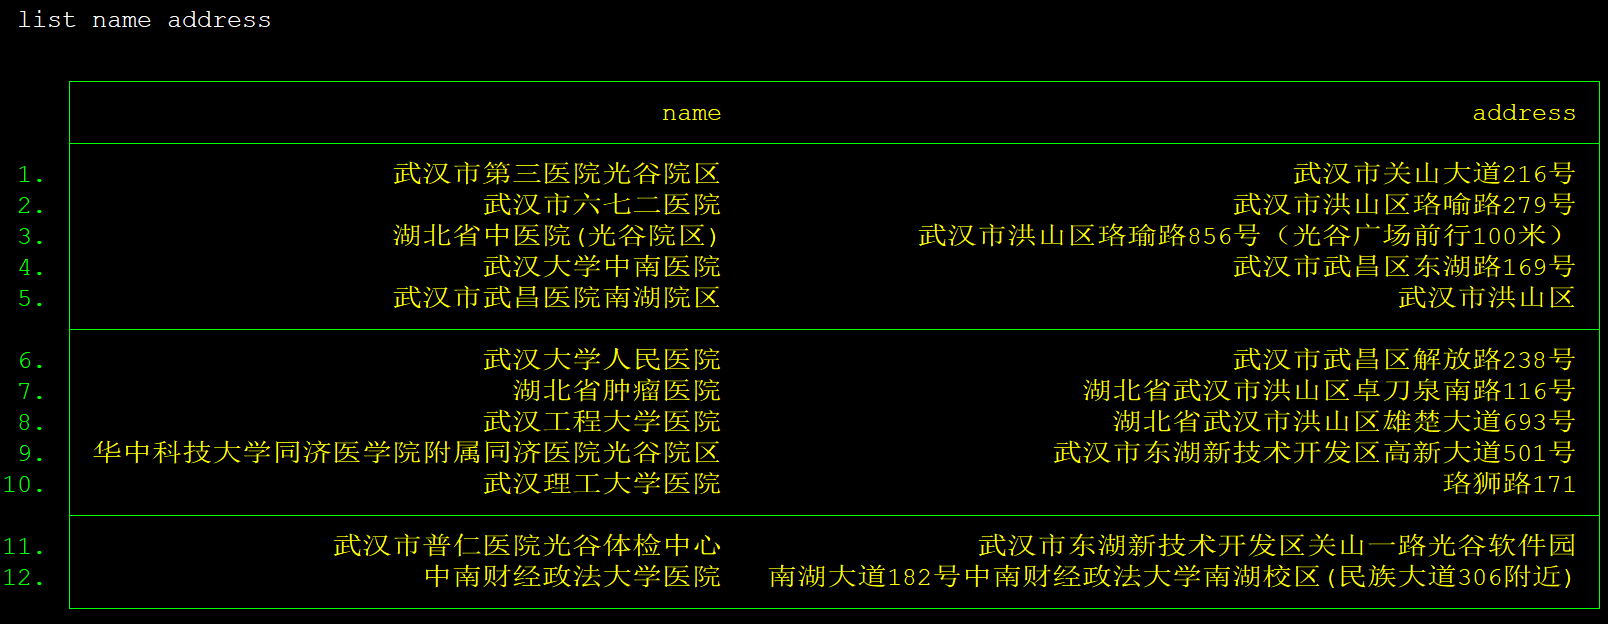 list name address
name address
1. 武汉市第三医院光谷院区 武汉市关山大道216号
2. 武汉市六七二医院 武汉市洪山区珞喻路279号
3. 湖北省中医院(光谷院区) 武汉市洪山区珞瑜路856号（光谷广场前行100米）
4. 武汉大学中南医院 武汉市武昌区东湖路169号
5. 武汉市武昌医院南湖院区 武汉市洪山区
6. 武汉大学人民医院 武汉市武昌区解放路238号
7. 湖北省肿瘤医院 湖北省武汉市洪山区卓刀泉南路116号
8. 武汉工程大学医院 湖北省武汉市洪山区雄楚大道693号
9. 华中科技大学同济医学院附属同济医院光谷院区 武汉市东湖新技术开发区高新大道501号
10. 武汉理工大学医院 珞狮路171
11. 武汉市普仁医院光谷体检中心 武汉市东湖新技术开发区关山一路光谷软件园
12. 中南财经政法大学医院 南湖大道182号中南财经政法大学南湖校区(民族大道306附近)